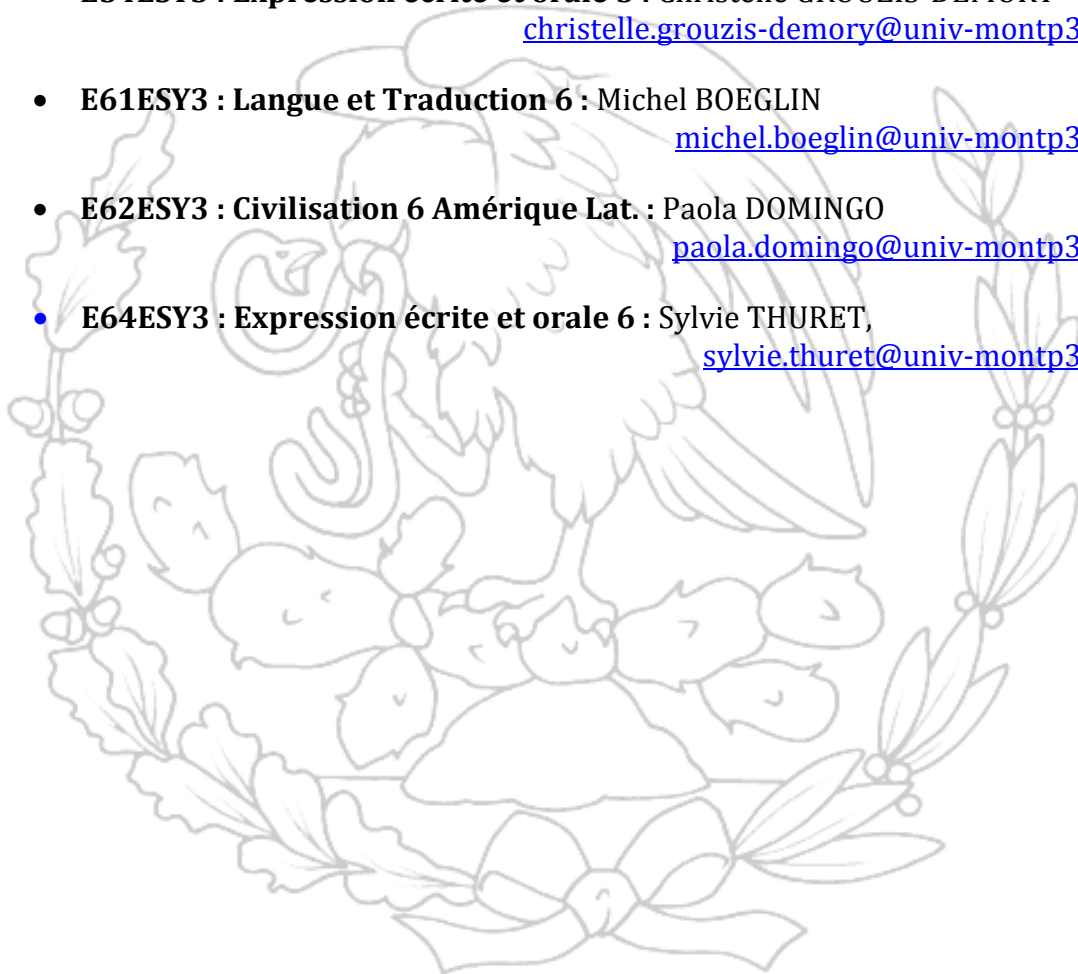 christelle.grouzis-demory@univ-montp3
• E61ESY3 : Langue et Traduction 6 : Michel BOEGLIN
michel.boeglin@univ-montp3
• E62ESY3 : Civilisation 6 Amérique Lat. : Paola DOMINGO
paola.domingo@univ-montp3
• E64ESY3 : Expression écrite et orale 6 : Sylvie THURET,
sylvie.thuret@univ-montp3